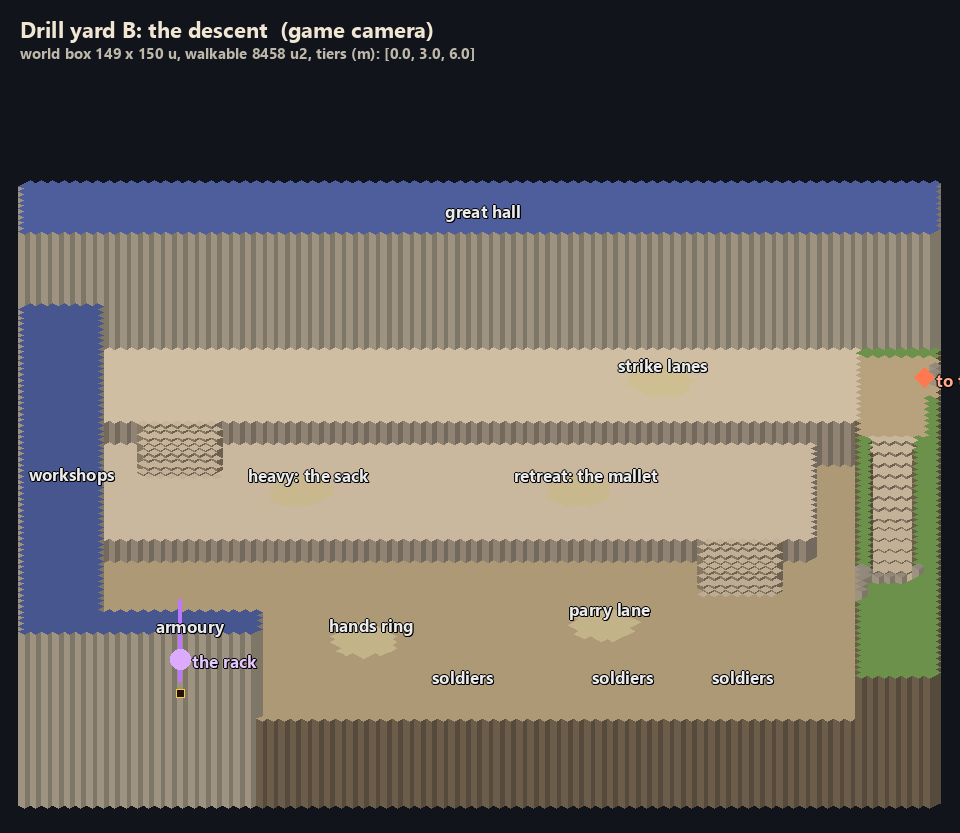 Drill yard B: the descent (game camera)
world box 149 x 150 u, walkable 8458 u2, tiers (m): [0.0, 3.0, 6.0]
great hall
strike lanes
to
workshops
heavy: the sack
retreat: the mallet
armoury
hands ring
parry lane
the rack
soldiers
soldiers
soldiers